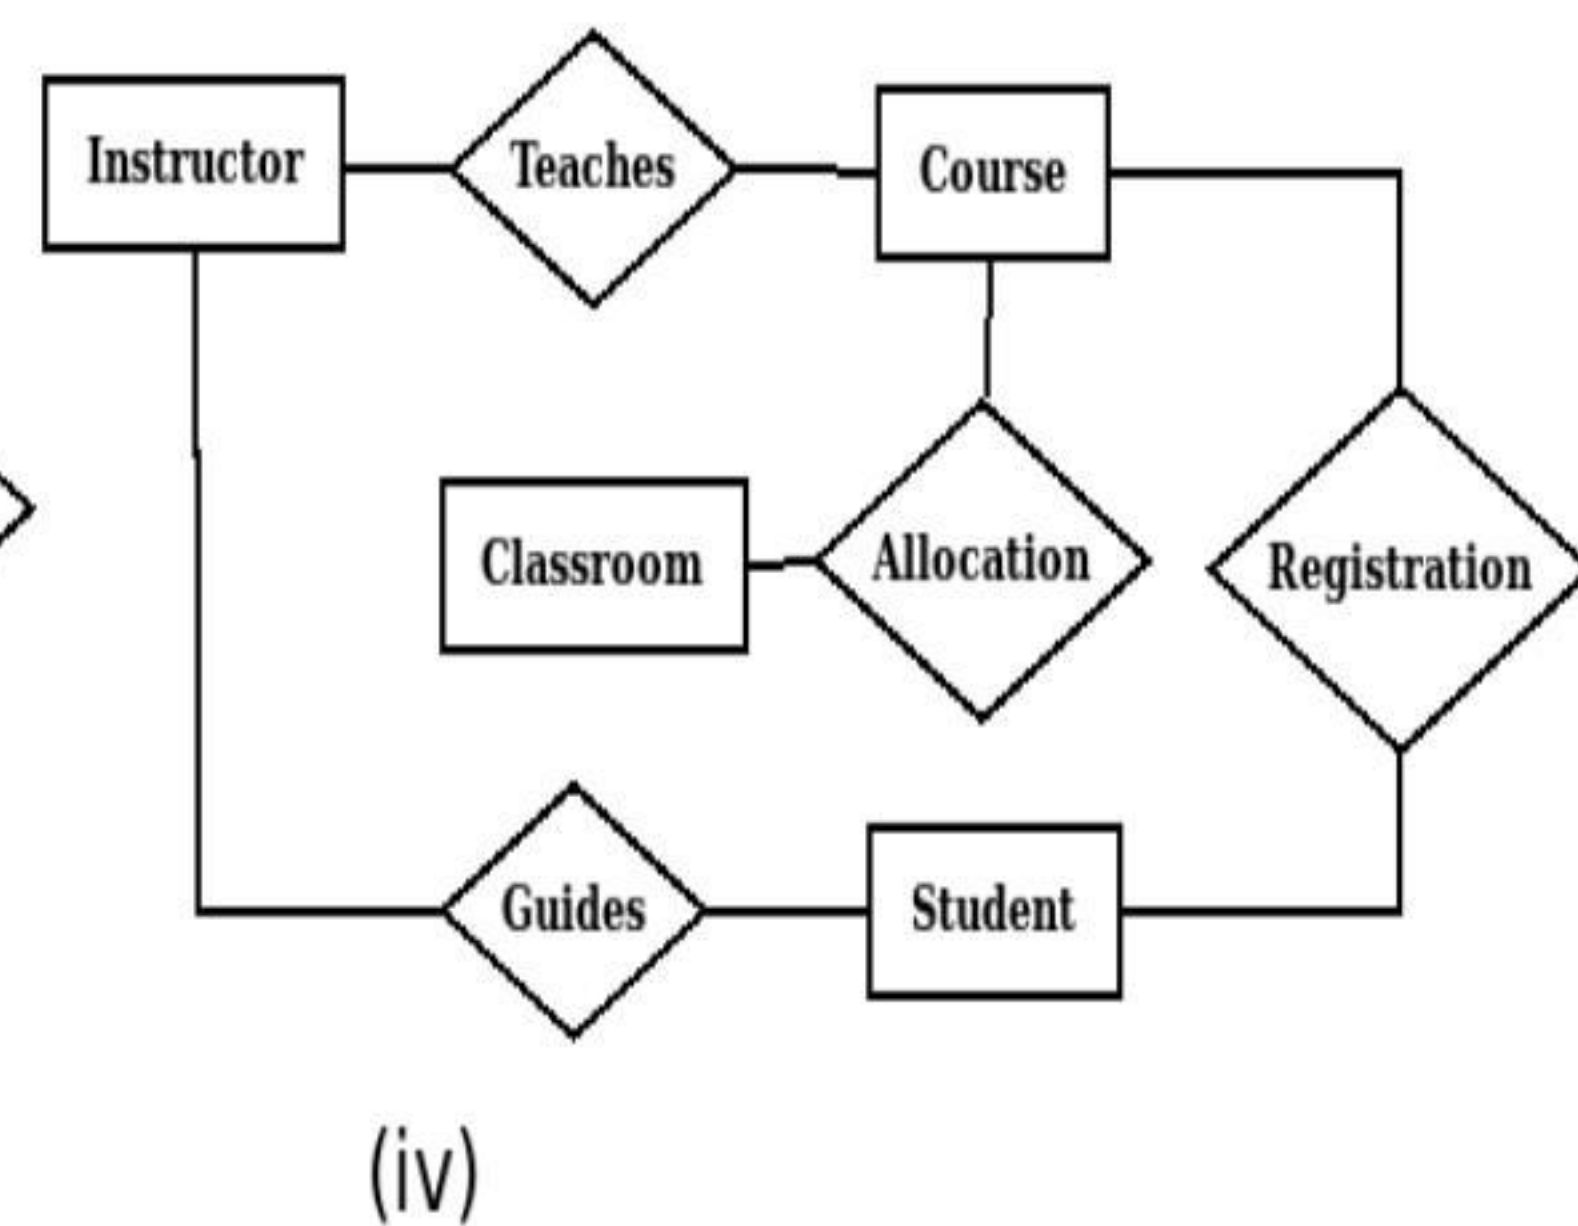 Instructor
Teaches
Course
Classroom
Allocation
Registration
Guides
Student
(iv)